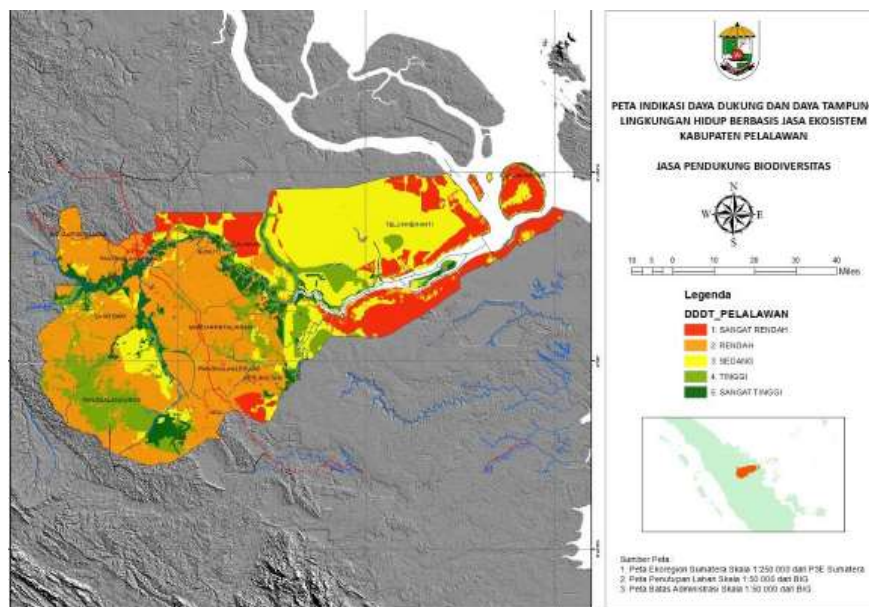 PETA INDIKASI DAYA DUKUNG DAN DAYA TAMPUNG
LINGKUNGAN HIDUP BERBASIS JASA EKOSISTEM
KABUPATEN PELALAWAN
JASA PENDUKUNG BIODIVERSITAS
N
W E
S
10 5 0 10 20 30 40
Miles
Legenda
DDDT_PELALAWAN
1. SANGAT RENDAH
2. RENDAH
3. SEDANG
4. TINGGI
5. SANGAT TINGGI
Sumber Peta :
1. Peta Ekoregion Sumatera Skala 1:250 000 dari P3E Sumatera
2. Peta Penutupan Lahan Skala 1:50 000 dari BIG
3. Peta Batas Administrasi Skala 1:50 000 dari BIG